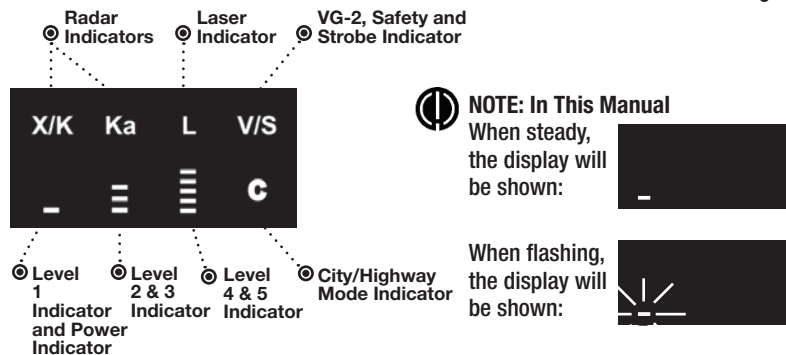 Radar
Indicators
Laser
Indicator
VG-2, Safety and
Strobe Indicator
X/K Ka L V/S
C
Level
1
Indicator
and Power
Indicator
Level
2 & 3
Indicator
Level
4 & 5
Indicator
City/Highway
Mode Indicator
NOTE: In This Manual
When steady,
the display will
be shown:
When flashing,
the display will
be shown: